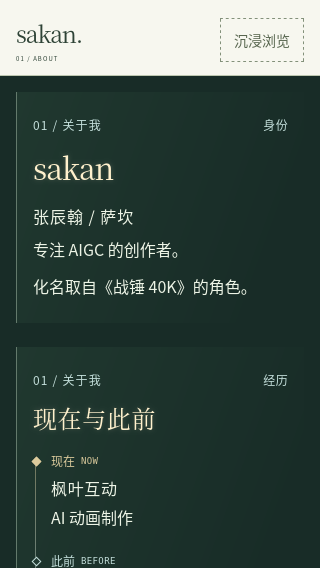 sakan.
01 / ABOUT
沉浸浏览
01 / 关于我
身份
sakan
张辰翰 / 萨坎
专注 AIGC 的创作者。
化名取自《战锤 40K》的角色。
01 / 关于我
经历
现在与此前
现在 NOW
枫叶互动
AI 动画制作
此前 BEFORE